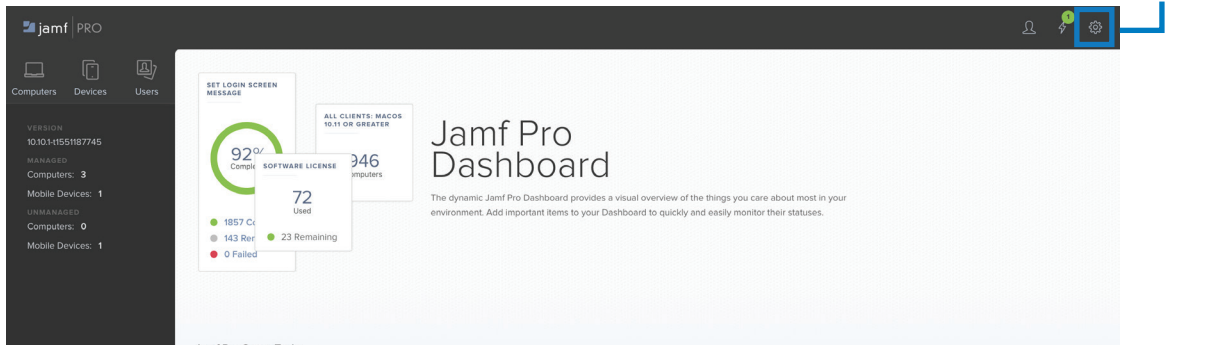 jamf PRO
1
Computers Devices Users
VERSION
10.10.1-t1551187745
MANAGED
Computers: 3
Mobile Devices: 1
UNMANAGED
Computers: 0
Mobile Devices: 1
SET LOGIN SCREEN
MESSAGE
92%
1857
143
0 Failed
ALL CLIENTS: MACOS
10.11 OR GREATER
946
SOFTWARE LICENSE
72
Used
23 Remaining
Jamf Pro
Dashboard
The dynamic Jamf Pro Dashboard provides a visual overview of the things you care about most in your
environment. Add important items to your Dashboard to quickly and easily monitor their statuses.